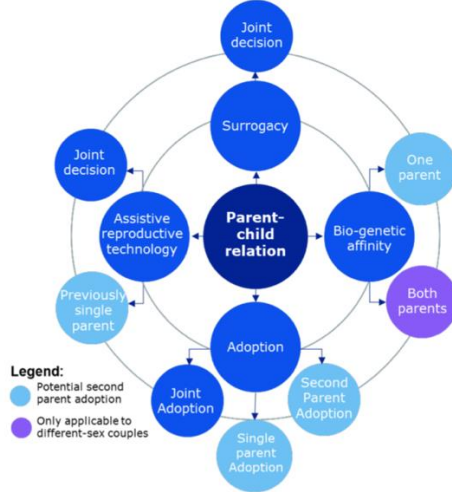 Joint
decision
Surrogacy
Joint
decision
One
parent
Assistive
reproductive
technology
Parent-
child
relation
Bio-genetic
affinity
Previously
single
parent
Both
parents
Adoption
Legend:
Potential second
parent adoption
Only applicable to
different-sex couples
Joint
Adoption
Second
Parent
Adoption
Single
parent
Adoption